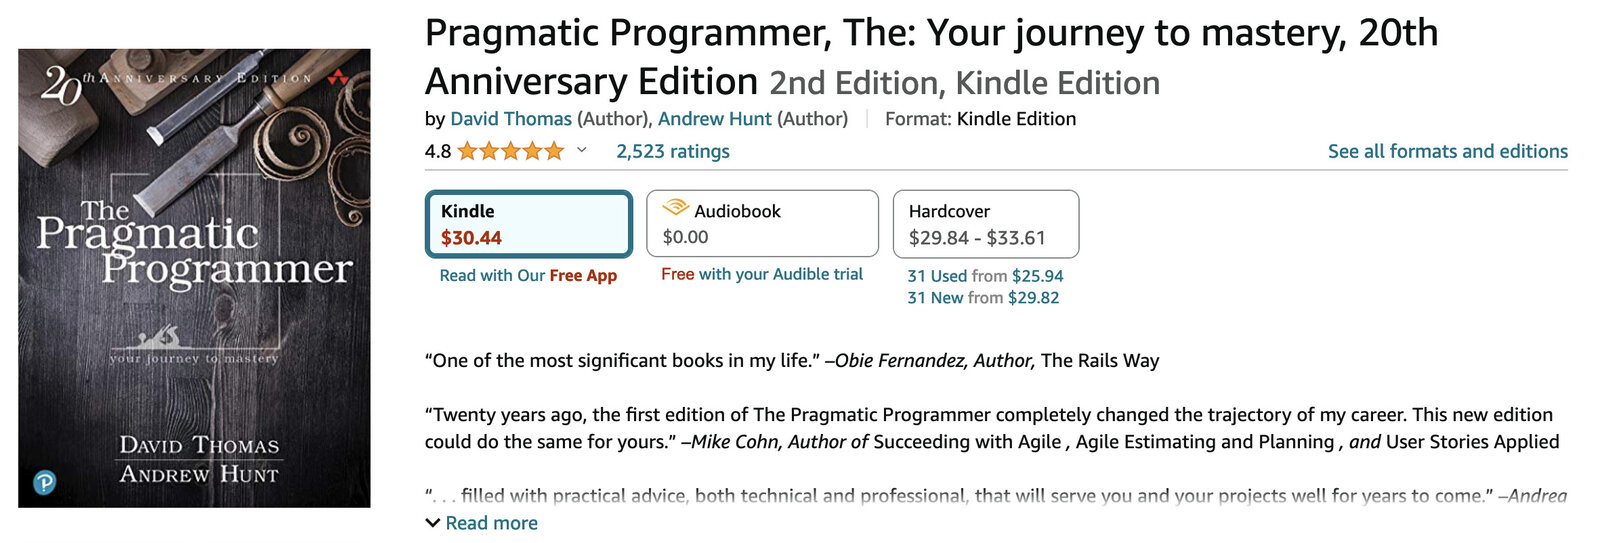 20th ANNIVERSARY EDITION
The
Pragmatic
Programmer
your journey to mastery
DAVID THOMAS
ANDREW HUNT
P
Pragmatic Programmer, The: Your journey to mastery, 20th
Anniversary Edition 2nd Edition, Kindle Edition
by David Thomas (Author), Andrew Hunt (Author) Format: Kindle Edition
4.8 2,523 ratings See all formats and editions
Kindle
$30.44
Read with Our Free App
Audiobook
$0.00
Free with your Audible trial
Hardcover
$29.84 - $33.61
31 Used from $25.94
31 New from $29.82
“One of the most significant books in my life.” –Obie Fernandez, Author, The Rails Way
“Twenty years ago, the first edition of The Pragmatic Programmer completely changed the trajectory of my career. This new edition
could do the same for yours.” –Mike Cohn, Author of Succeeding with Agile , Agile Estimating and Planning , and User Stories Applied
“. . . filled with practical advice, both technical and professional, that will serve you and your projects well for years to come.” –Andrea
Read more